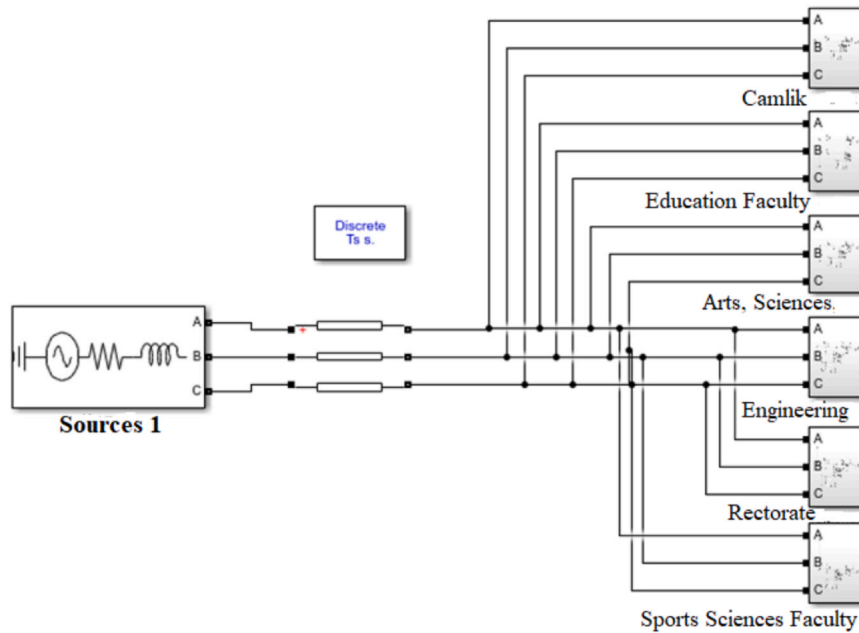 A
B
C
Camlik
A
B
C
Education Faculty
Discrete
Ts s.
A
B
C
Arts, Sciences.
A
B
C
Sources 1
A
B
C
Engineering
A
B
C
Rectorate
A
B
C
Sports Sciences Faculty